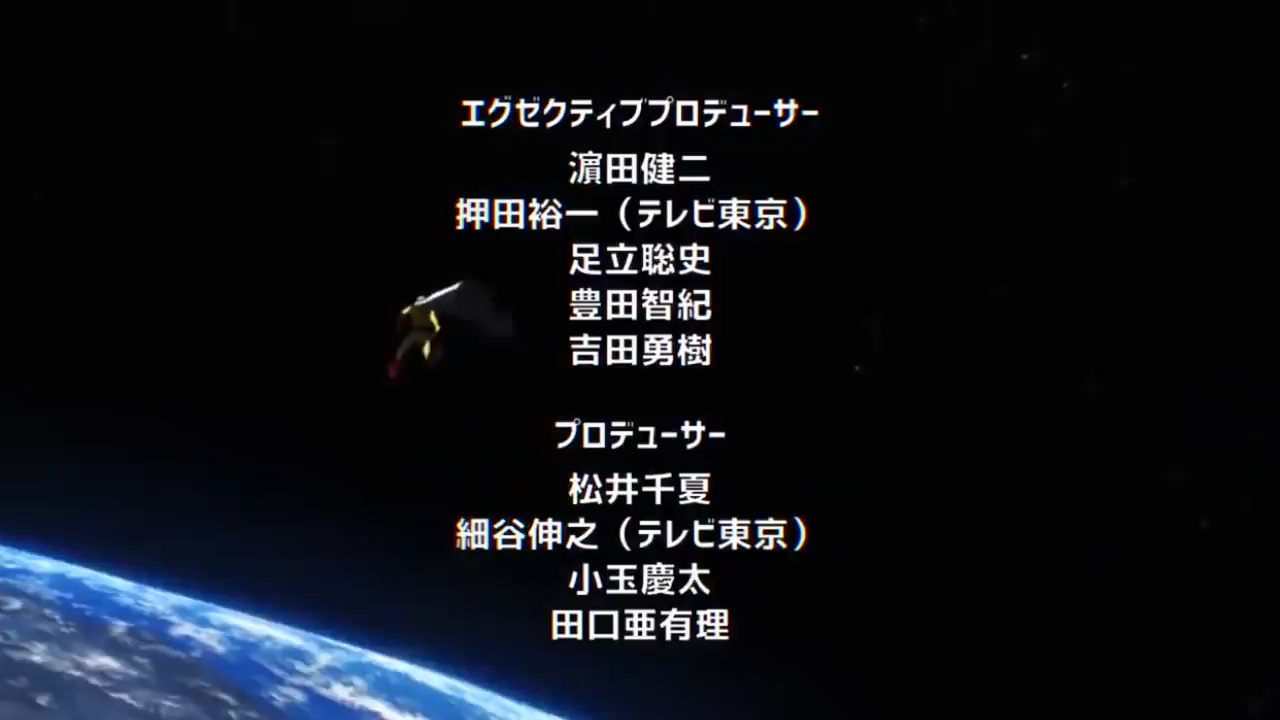 エグゼクティブプロデューサー
濵田健二
押田裕一（テレビ東京）
足立聡史
豊田智紀
吉田勇樹
プロデューサー
松井千夏
細谷伸之（テレビ東京）
小玉慶太
田口亜有理